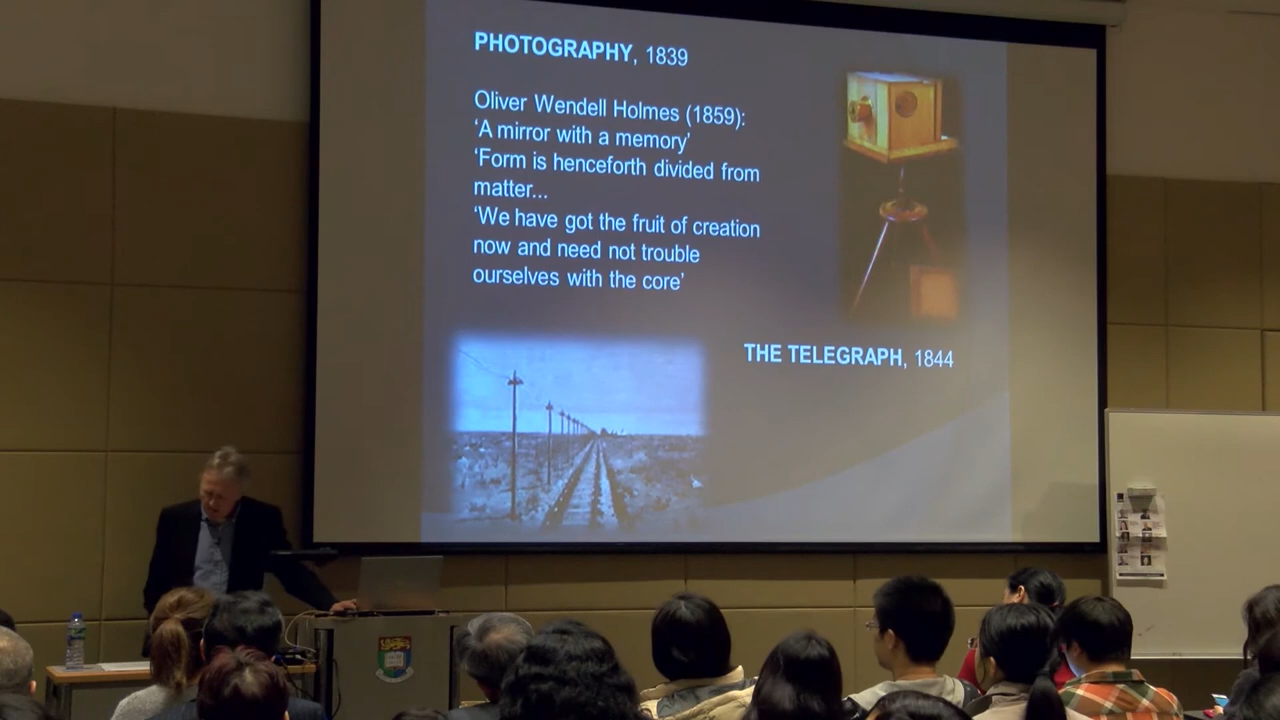 PHOTOGRAPHY, 1839
Oliver Wendell Holmes (1859):
‘A mirror with a memory’
‘Form is henceforth divided from
matter...
‘We have got the fruit of creation
now and need not trouble
ourselves with the core’
THE TELEGRAPH, 1844